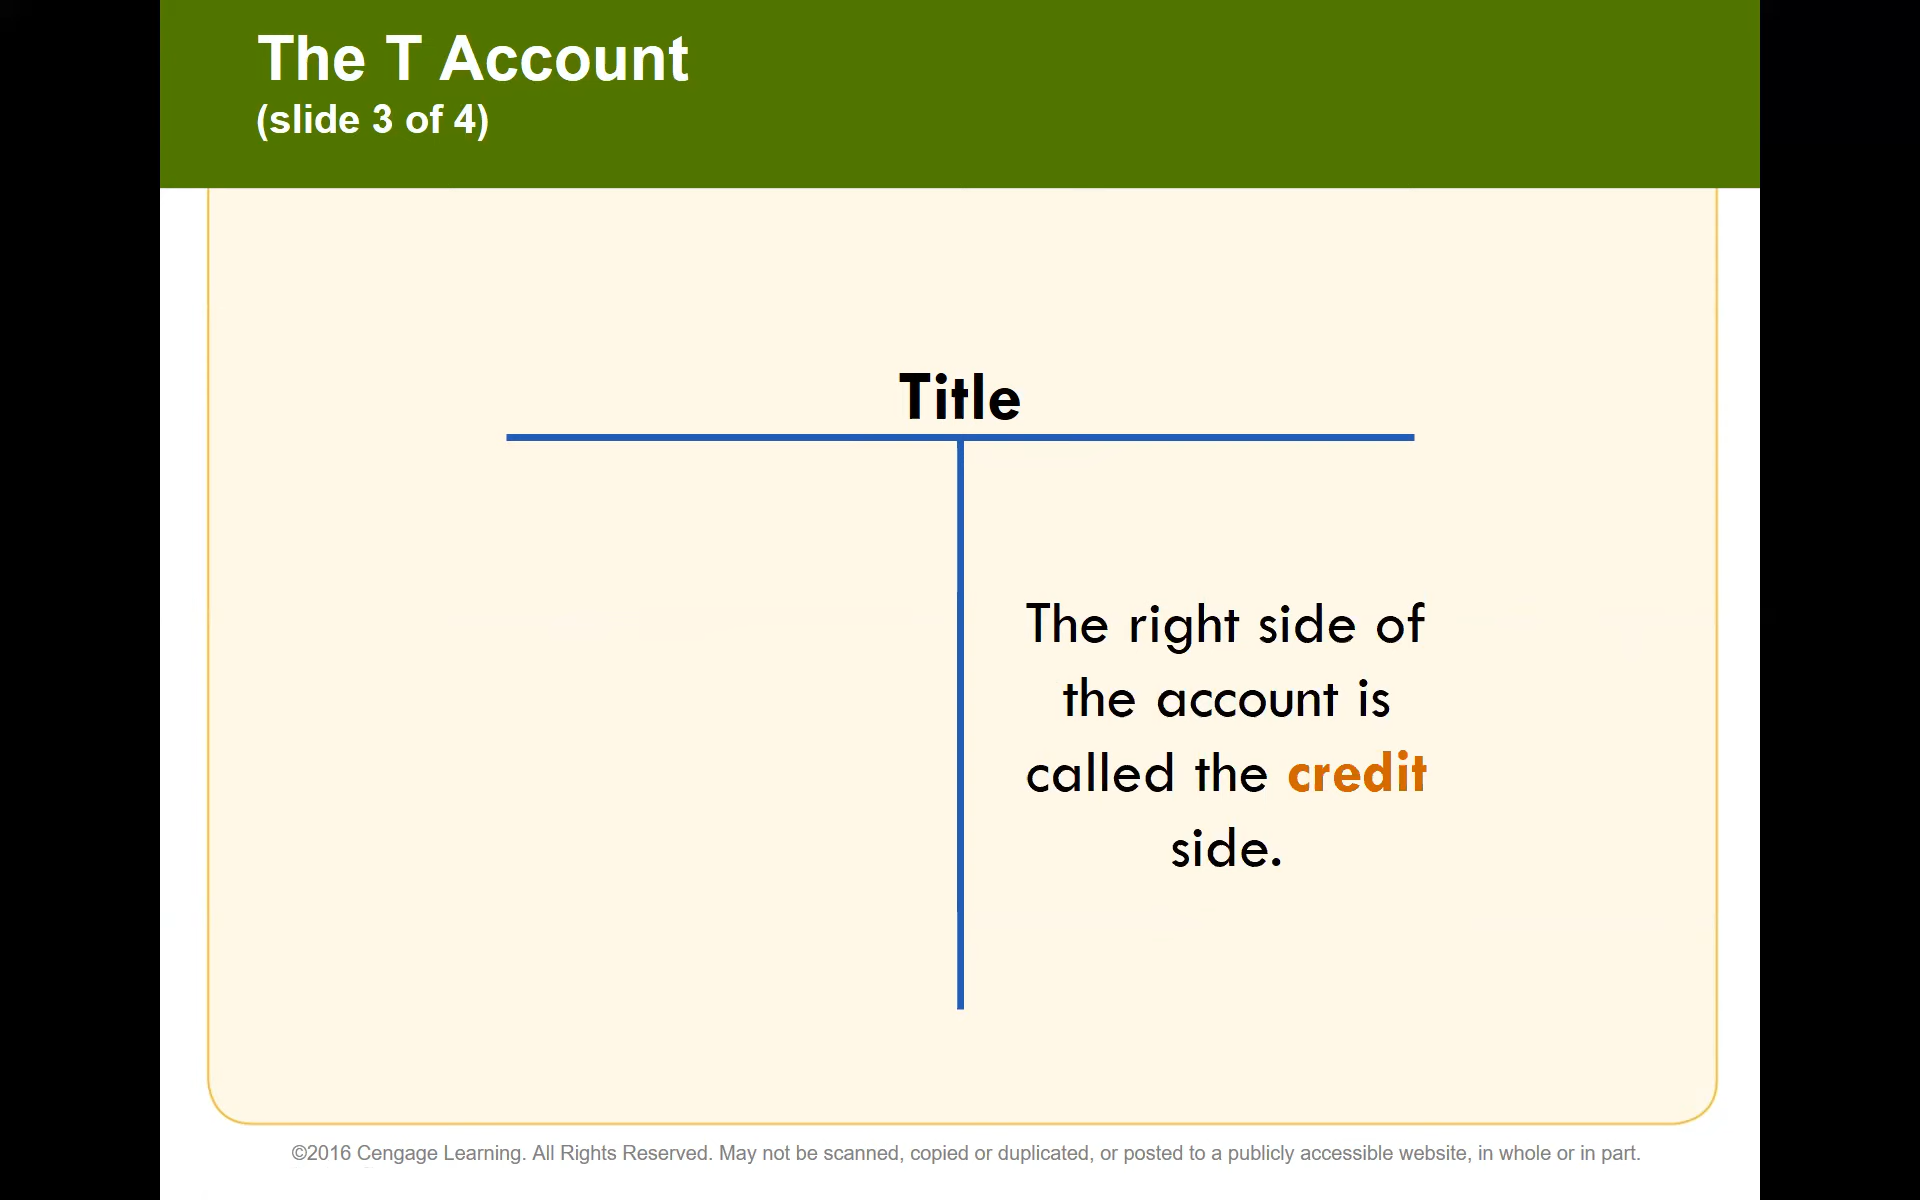 The T Account
(slide 3 of 4)
Title
The right side of
the account is
called the credit
side.
©2016 Cengage Learning. All Rights Reserved. May not be scanned, copied or duplicated, or posted to a publicly accessible website, in whole or in part.